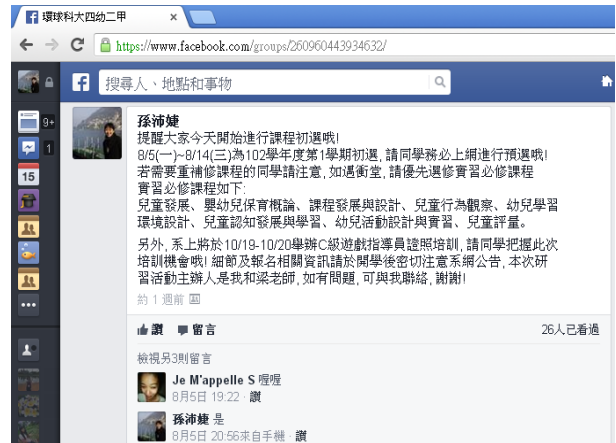 環球科大四幼二甲
https://www.facebook.com/groups/260960443934632/
搜尋人、地點和事物
9+
1
15
孫沛婕
提醒大家今天開始進行課程初選哦!
8/5(一)~8/14(三)為102學年度第1學期初選,請同學務必上網進行預選哦!
若需要重補修課程的同學請注意,如遇衝堂,請優先選修實習必修課程
實習必修課程如下:
兒童發展、嬰幼兒保育概論、課程發展與設計、兒童行為觀察、幼兒學習
環境設計、兒童認知發展與學習、幼兒活動設計與實習、兒童評量。
另外,系上將於10/19-10/20舉辦C級遊戲指導員證照培訓,請同學把握此次
培訓機會哦!細節及報名相關資訊請於開學後密切注意系網公告,本次研
習活動主辦人是我和梁老師,如有問題,可與我聯絡,謝謝!
約 1 週前
讚 留言 26人已看過
檢視另3則留言
Je M'appelle S 喔喔
8月5日 19:22 · 讚
孫沛婕 是
8月5日 20:56來自手機 · 讚